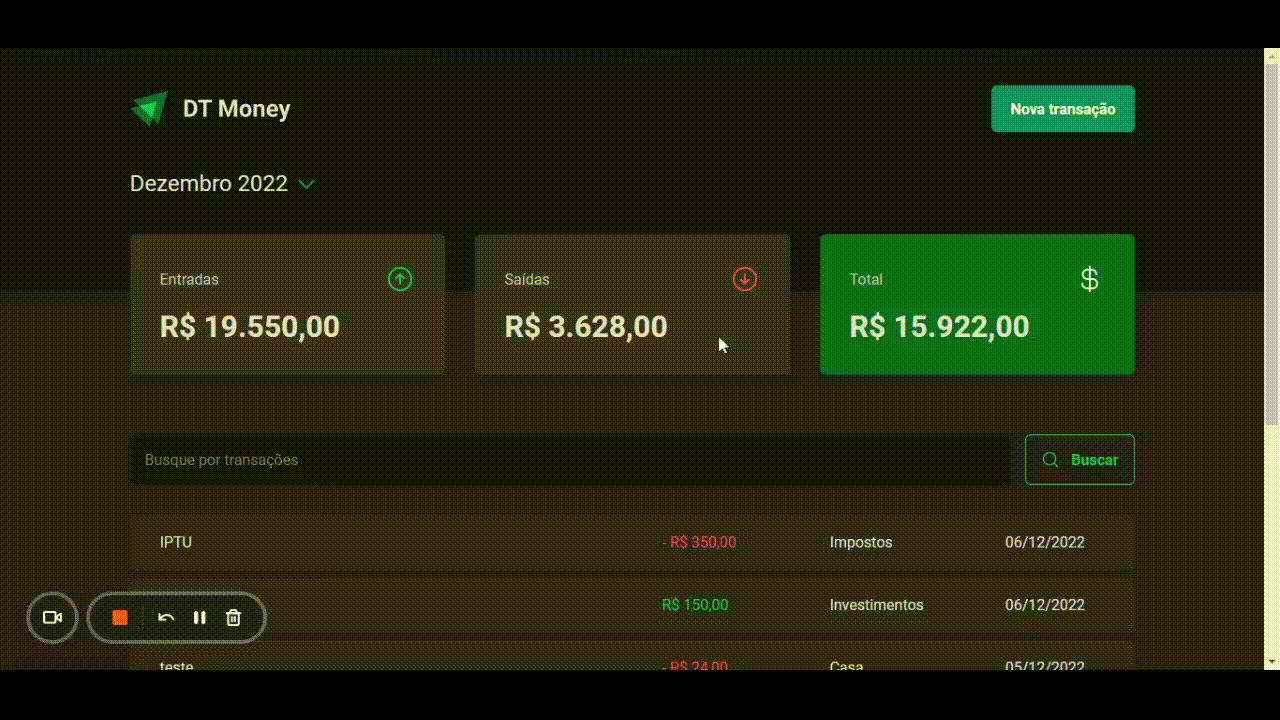 DT Money
Nova transação
Dezembro 2022
Entradas
R$ 19.550,00
Saídas
R$ 3.628,00
Total
$
R$ 15.922,00
Busque por transações
Buscar
IPTU - R$ 350,00 Impostos 06/12/2022
R$ 150,00 Investimentos 06/12/2022
teste - R$ 24,00 Casa 05/12/2022